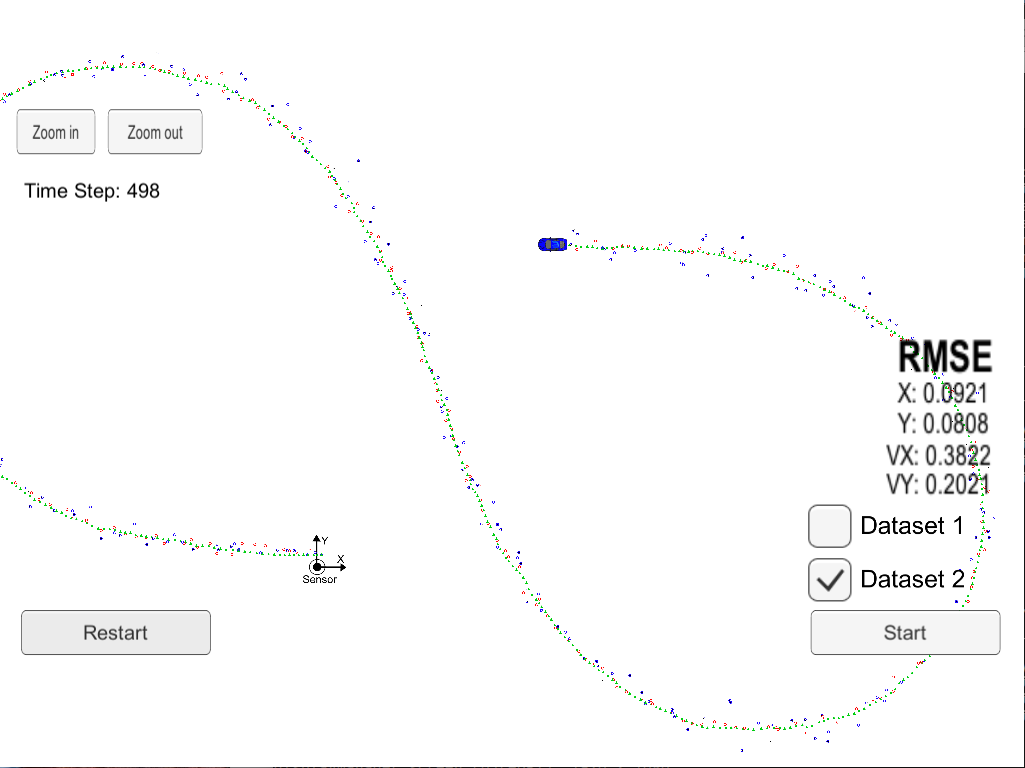 Zoom in
Zoom out
Time Step: 498
RMSE
X: 0.0921
Y: 0.0808
VX: 0.3822
VY: 0.2021
Dataset 1
Dataset 2
Y
X
Sensor
Restart
Start